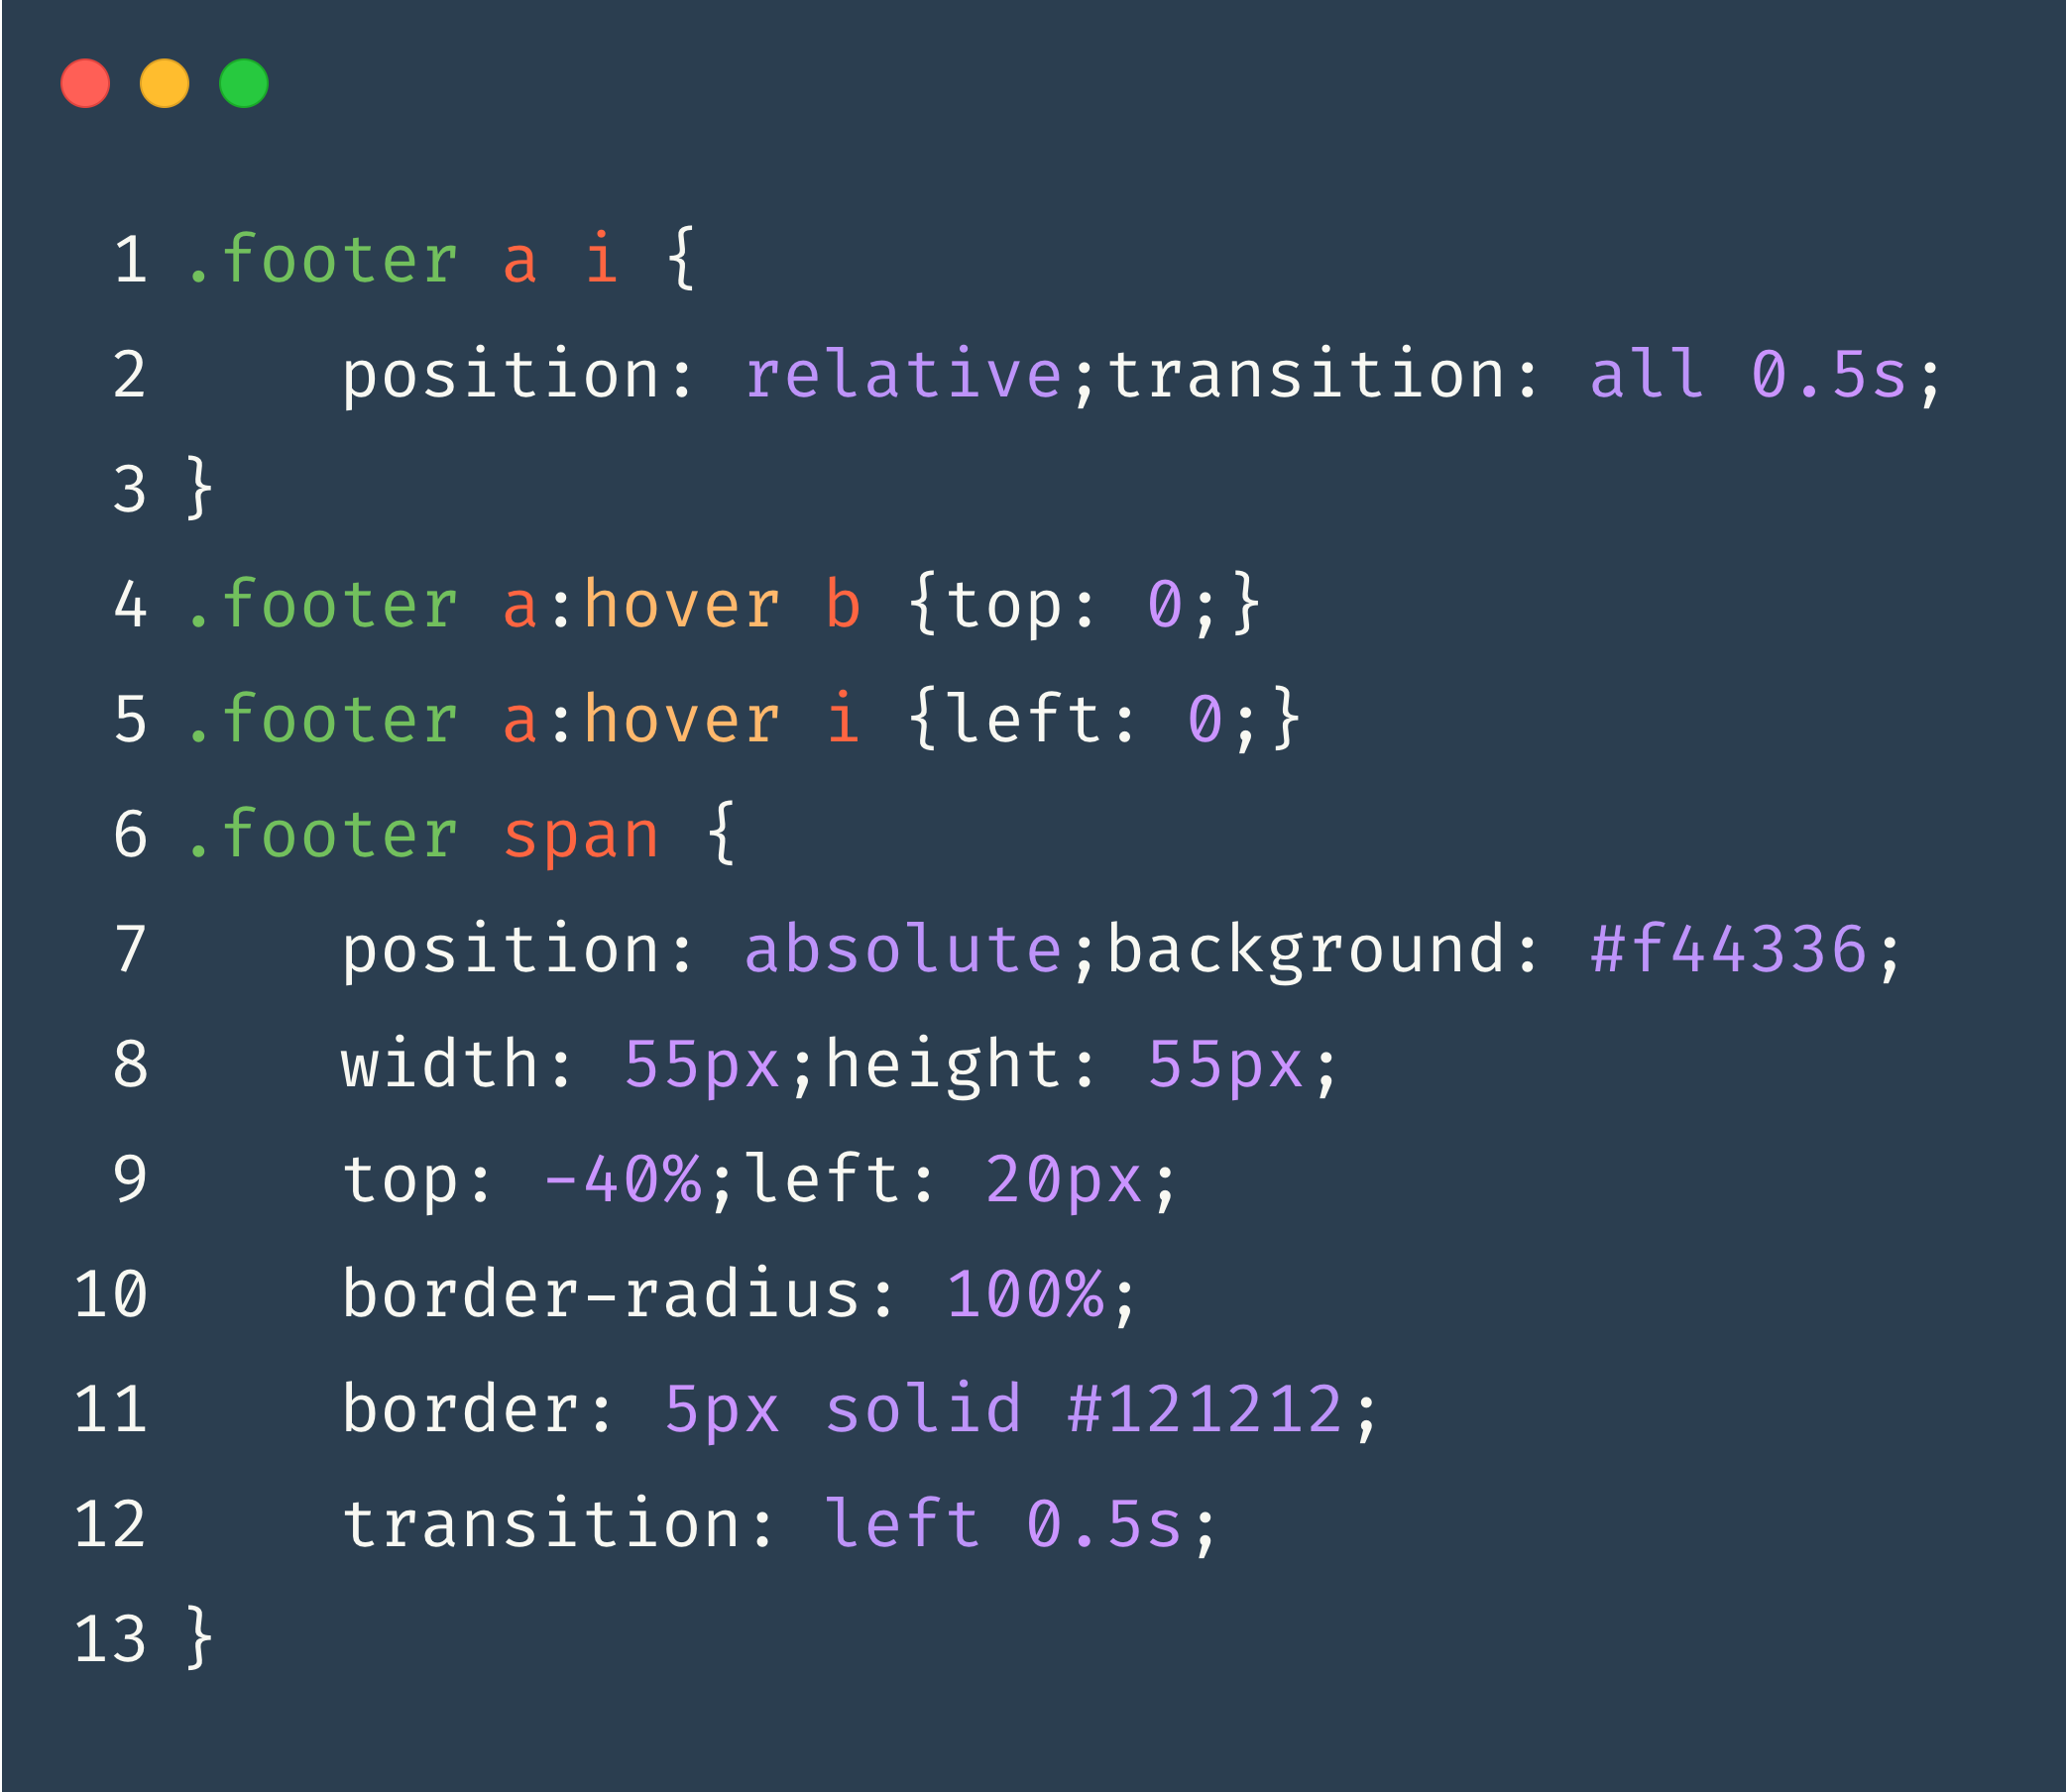 1 .footer a i {
2     position: relative;transition: all 0.5s;
3 }
4 .footer a:hover b {top: 0;}
5 .footer a:hover i {left: 0;}
6 .footer span {
7     position: absolute;background: #f44336;
8     width: 55px;height: 55px;
9     top: -40%;left: 20px;
10     border-radius: 100%;
11     border: 5px solid #121212;
12     transition: left 0.5s;
13 }